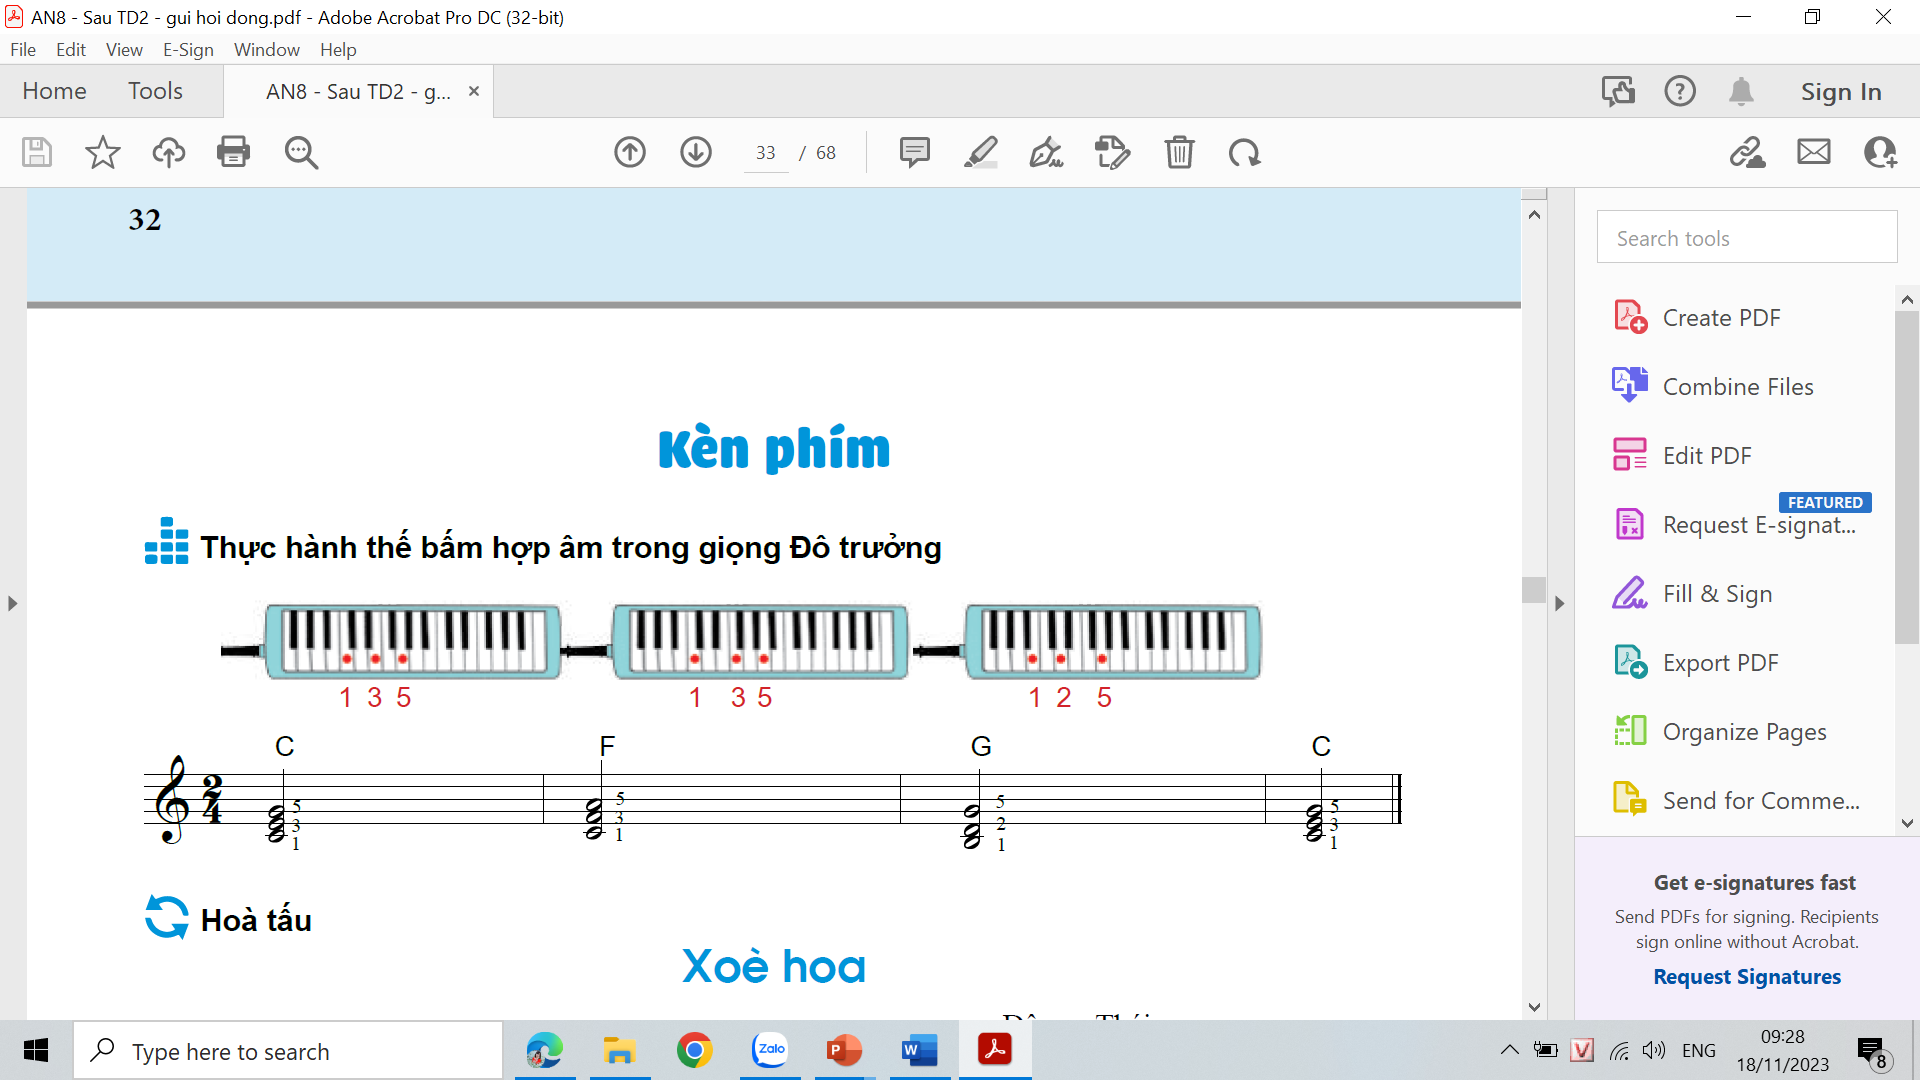 AN8 - Sau TD2 - gui hoi dong.pdf - Adobe Acrobat Pro DC (32-bit)
File Edit View E-Sign Window Help
Home Tools AN8 - Sau TD2 - g... × Sign In
33 / 68
32
Search tools
Create PDF
Combine Files
Edit PDF
FEATURED
Request E-signat...
Fill & Sign
Export PDF
Organize Pages
Send for Comme...
Get e-signatures fast
Send PDFs for signing. Recipients
sign online without Acrobat.
Request Signatures
Kèn phím
Thực hành thế bấm hợp âm trong giọng Đô trưởng
1 3 5 1 3 5 1 2 5
C F G C
2
4
5 5 5 5
3 3 2 3
1 1 1 1
Hoà tấu
Xoè hoa
Type here to search
Zalo
P
W
V
ENG
09:28
18/11/2023
8